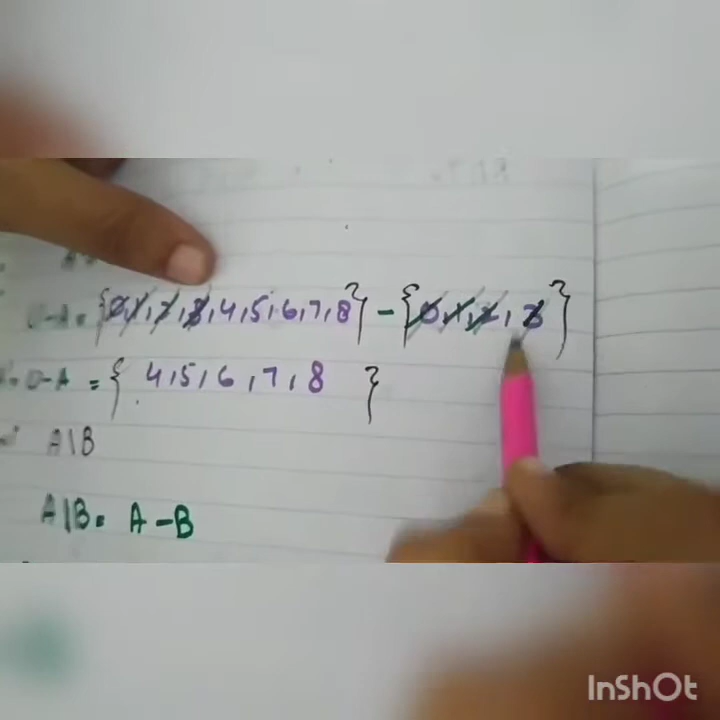 U-A = {0,1,2,3,4,5,6,7,8} - {0,1,2,3}
U-A = { 4,5,6,7,8 }
A\B
A\B = A-B
InShOt